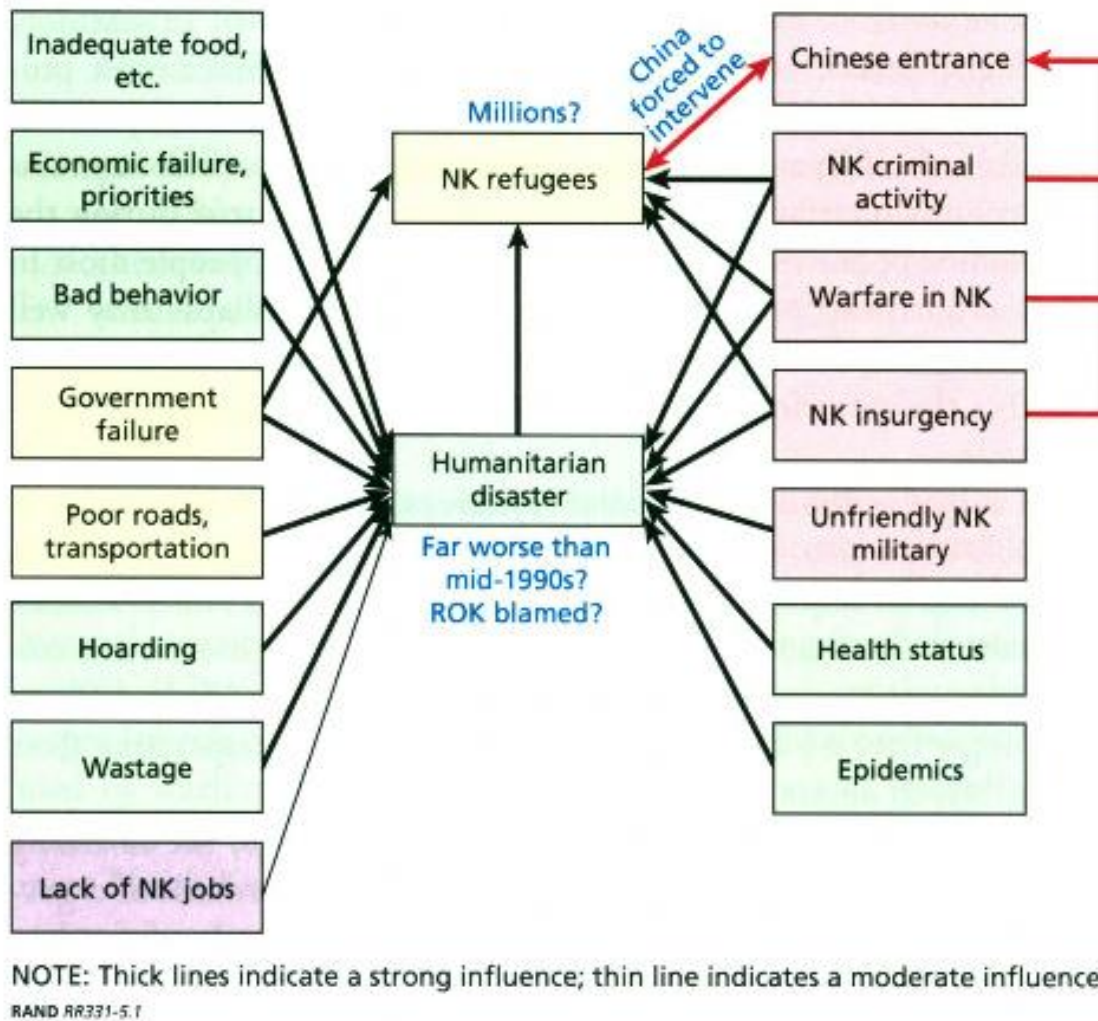 Inadequate food,
etc.
Economic failure,
priorities
Bad behavior
Government
failure
Poor roads,
transportation
Hoarding
Wastage
Lack of NK jobs
Millions?
NK refugees
Humanitarian
disaster
Far worse than
mid-1990s?
ROK blamed?
China
forced to
intervene
Chinese entrance
NK criminal
activity
Warfare in NK
NK insurgency
Unfriendly NK
military
Health status
Epidemics
NOTE: Thick lines indicate a strong influence; thin line indicates a moderate influence
RAND RR331-5.1